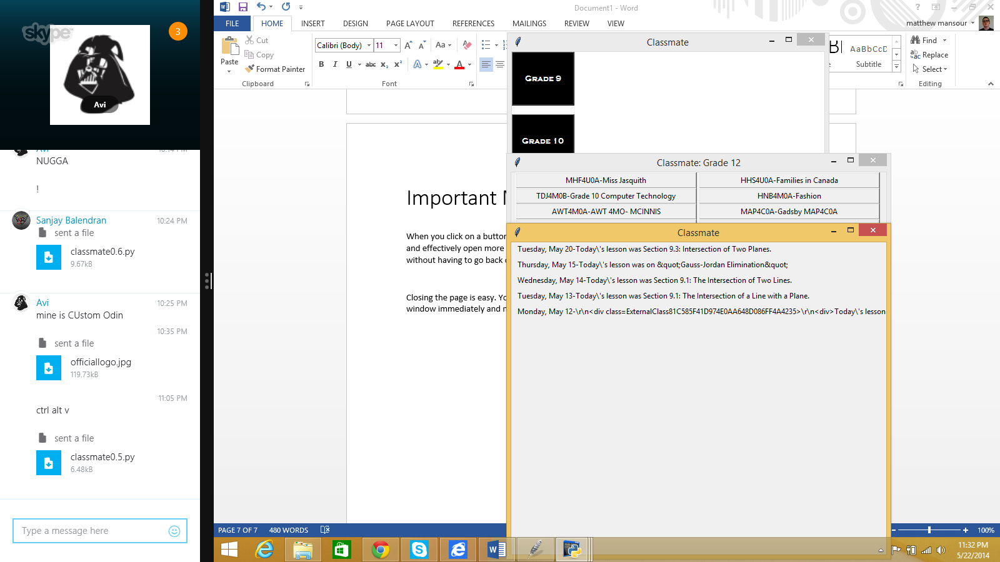 skype
3
Avi
Avi
10:14 PM
NUGGA
!
Sanjay Balendran
10:24 PM
sent a file
classmate0.6.py
9.67kB
Avi
10:25 PM
mine is CUstom Odin
10:35 PM
sent a file
officiallogo.jpg
119.73kB
11:05 PM
ctrl alt v
sent a file
classmate0.5.py
6.48kB
Type a message here
Document1 - Word
FILE HOME INSERT DESIGN PAGE LAYOUT REFERENCES MAILINGS REVIEW VIEW
matthew mansour
Paste
Cut
Copy
Format Painter
Clipboard
Calibri (Body) 11
Font
AaBbCcD
Subtitle
Find
Replace
Select
Editing
Important
When you click on a button
and effectively open more
without having to go back
Closing the page is easy.
window immediately and
Classmate
GRADE 9
GRADE 10
Classmate: Grade 12
MHF4U0A-Miss Jasquith
HHS4U0A-Families in Canada
TDJ4M0B-Grade 10 Computer Technology
HNB4M0A-Fashion
AWT4M0A-AWT 4MO- MCINNIS
MAP4C0A-Gadsby MAP4C0A
Classmate
Tuesday, May 20-Today\'s lesson was Section 9.3: Intersection of Two Planes.
Thursday, May 15-Today\'s lesson was on &quot;Gauss-Jordan Elimination&quot;
Wednesday, May 14-Today\'s lesson was Section 9.1: The Intersection of Two Lines.
Tuesday, May 13-Today\'s lesson was Section 9.1: The Intersection of a Line with a Plane.
Monday, May 12-\r\n<div class=ExternalClass81C585F41D974E0AA648D086FF4A4235>\r\n<div>Today\'s lesson
PAGE 7 OF 7 480 WORDS
100%
11:32 PM
5/22/2014